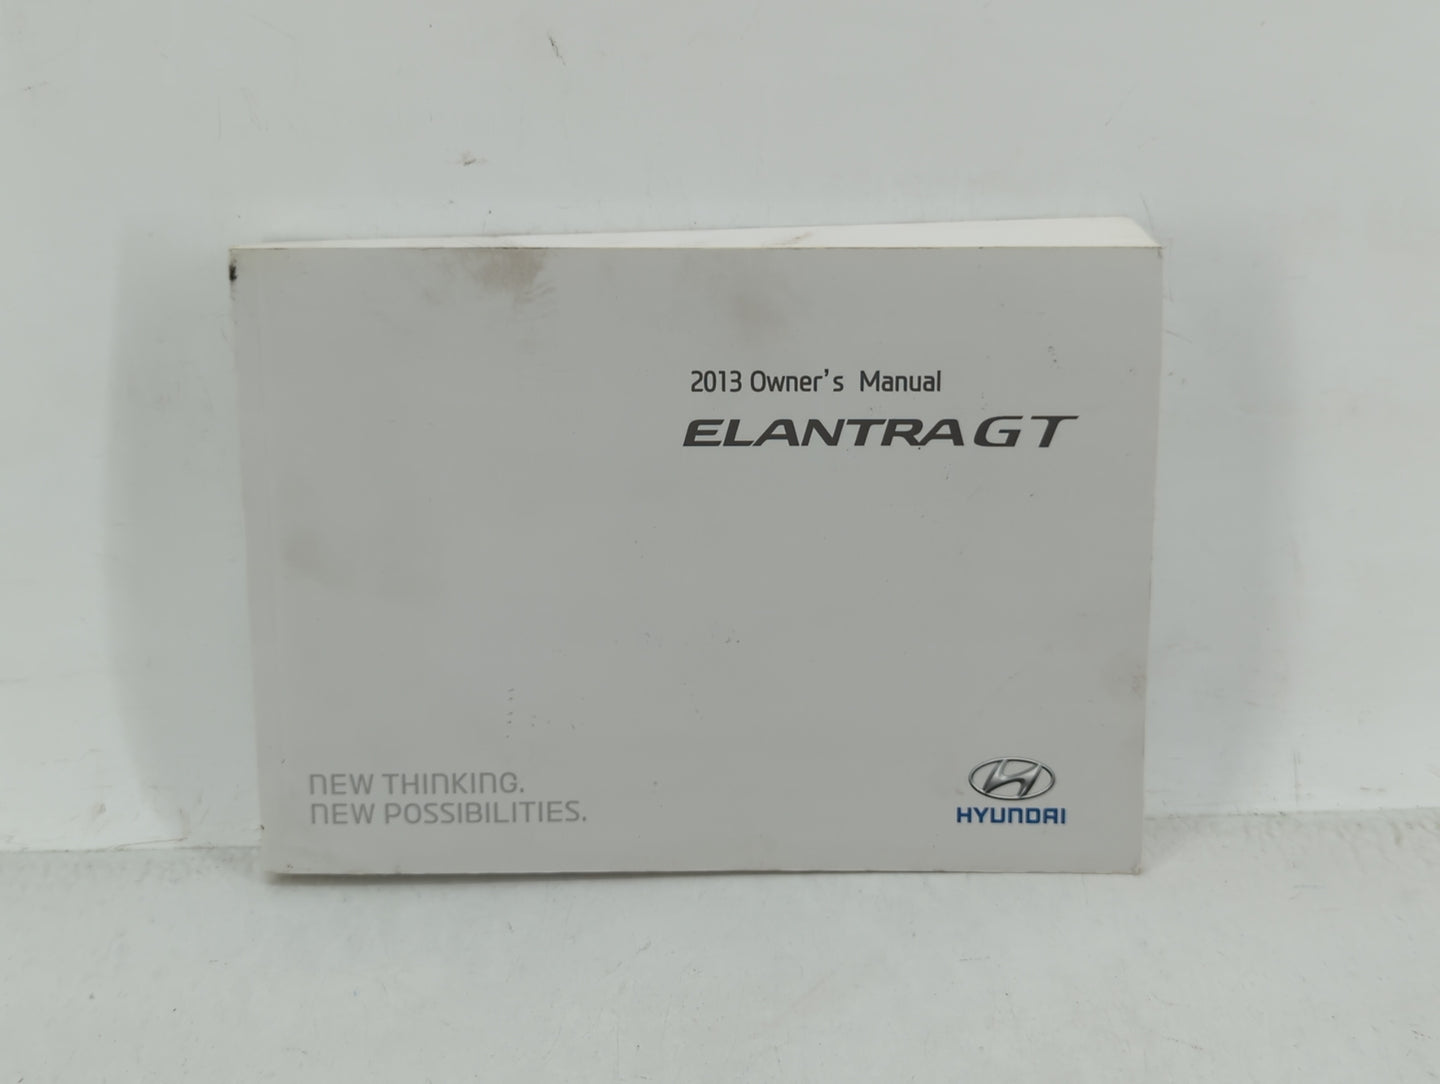 2013 Owner's Manual
ELANTRA GT
NEW THINKING.
NEW POSSIBILITIES.
HYUNDAI